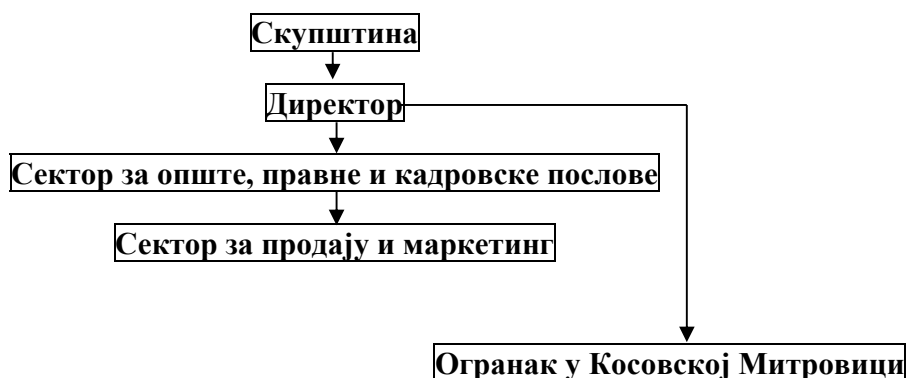 Скупштина
Директор
Сектор за опште, правне и кадровске послове
Сектор за продају и маркетинг
Огранак у Косовској Митровици